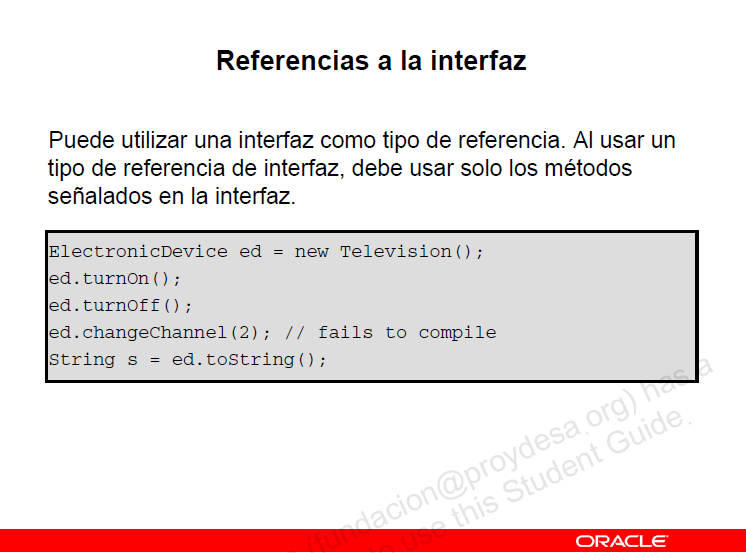 Referencias a la interfaz
Puede utilizar una interfaz como tipo de referencia. Al usar un
tipo de referencia de interfaz, debe usar solo los métodos
señalados en la interfaz.
ElectronicDevice ed = new Television();
ed.turnOn();
ed.turnOff();
ed.changeChannel(2); // fails to compile
String s = ed.toString();
(fundacion@proydesa.org) has a
use this Student Guide.
ORACLE